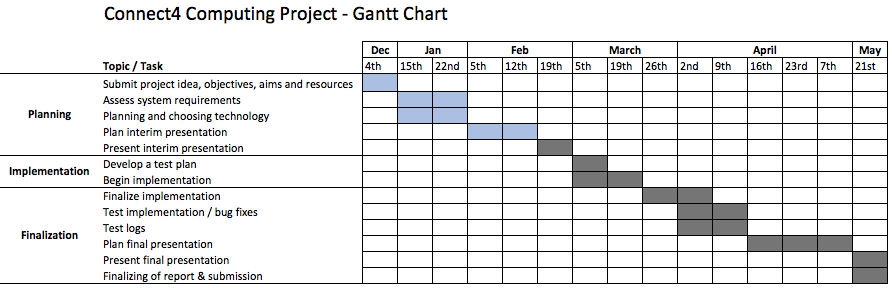 Connect4 Computing Project - Gantt Chart
Dec Jan Feb March April May
Topic / Task 4th 15th 22nd 5th 12th 19th 5th 19th 26th 2nd 9th 16th 23rd 7th 21st
Submit project idea, objectives, aims and resources
Assess system requirements
Planning Planning and choosing technology
Plan interim presentation
Present interim presentation
Develop a test plan
Implementation
Begin implementation
Finalize implementation
Test implementation / bug fixes
Test logs
Finalization
Plan final presentation
Present final presentation
Finalizing of report & submission